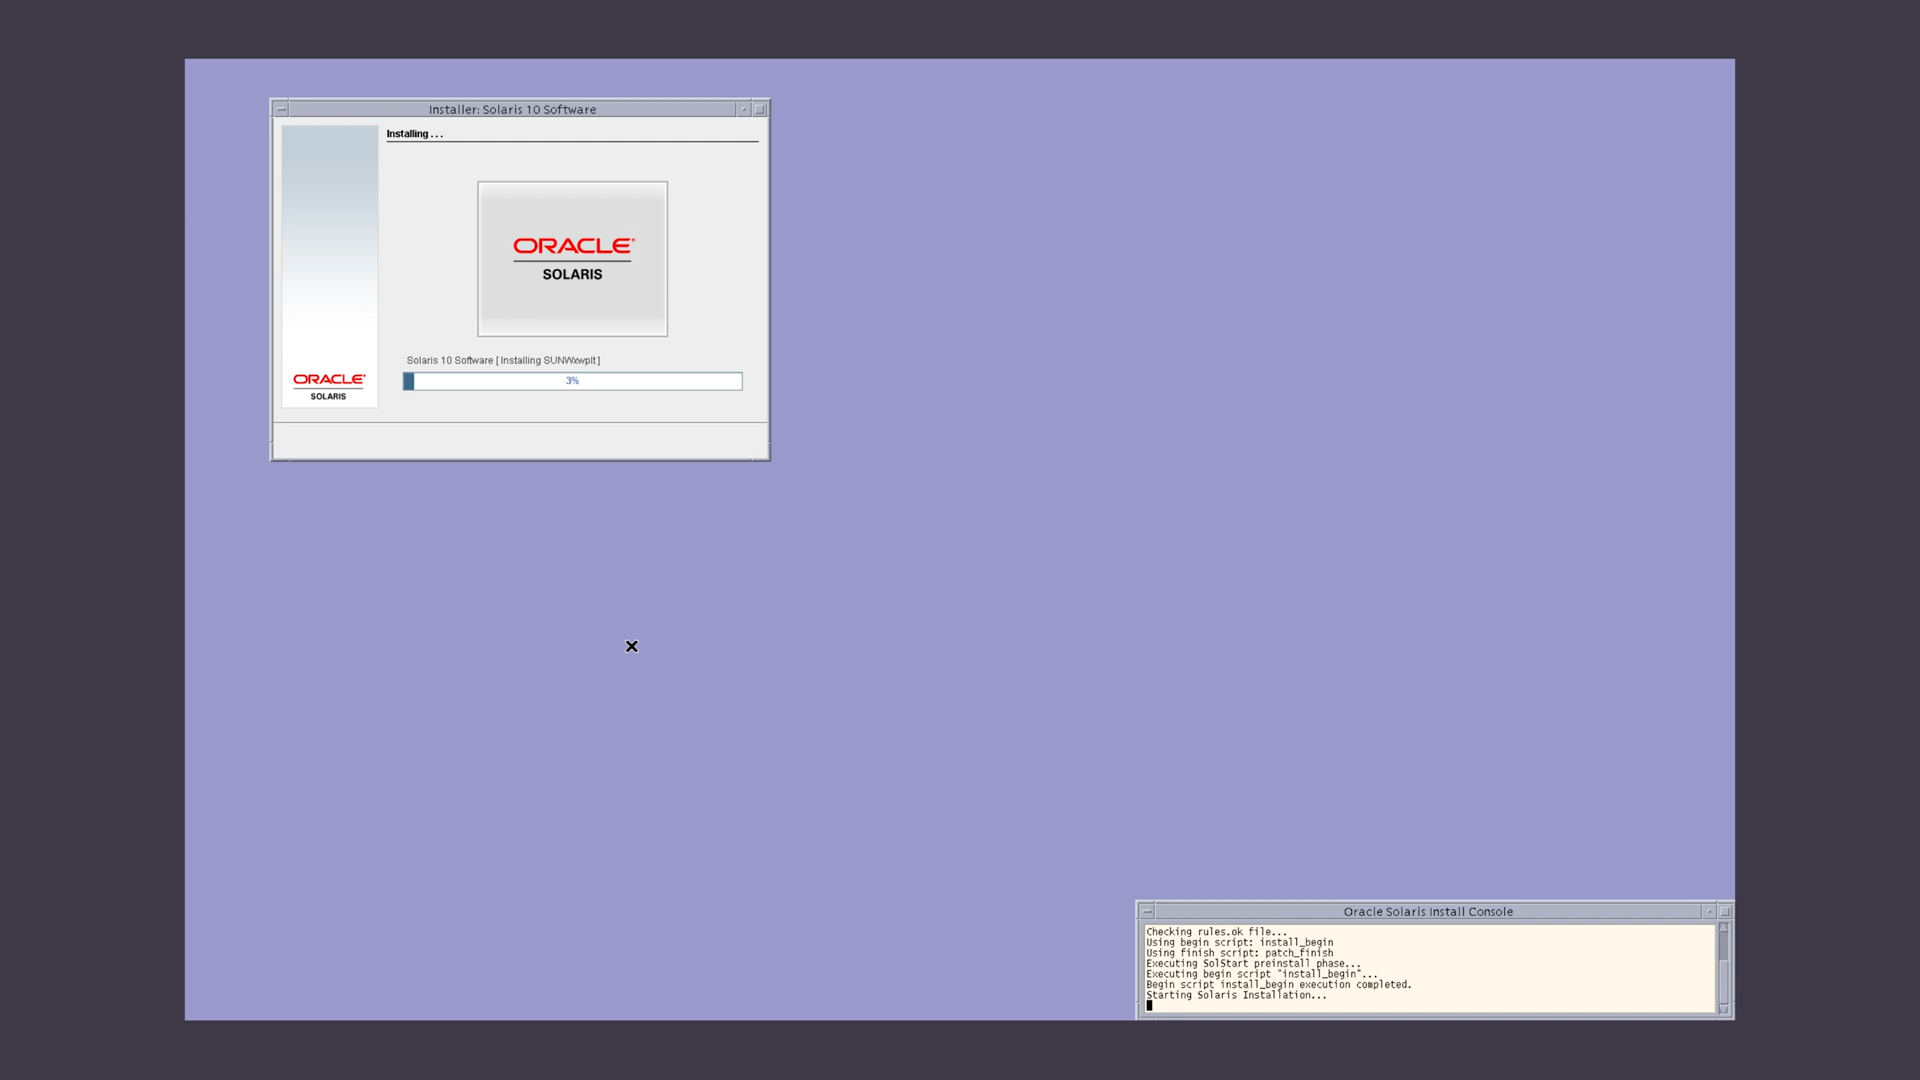 Installer: Solaris 10 Software
Installing . . .
ORACLE
SOLARIS
Solaris 10 Software [ Installing SUNWxwplt ]
3%
ORACLE
SOLARIS
Oracle Solaris Install Console
Checking rules.ok file...
Using begin script: install_begin
Using finish script: patch_finish
Executing SolStart preinstall phase...
Executing begin script "install_begin"...
Begin script install_begin execution completed.
Starting Solaris Installation...